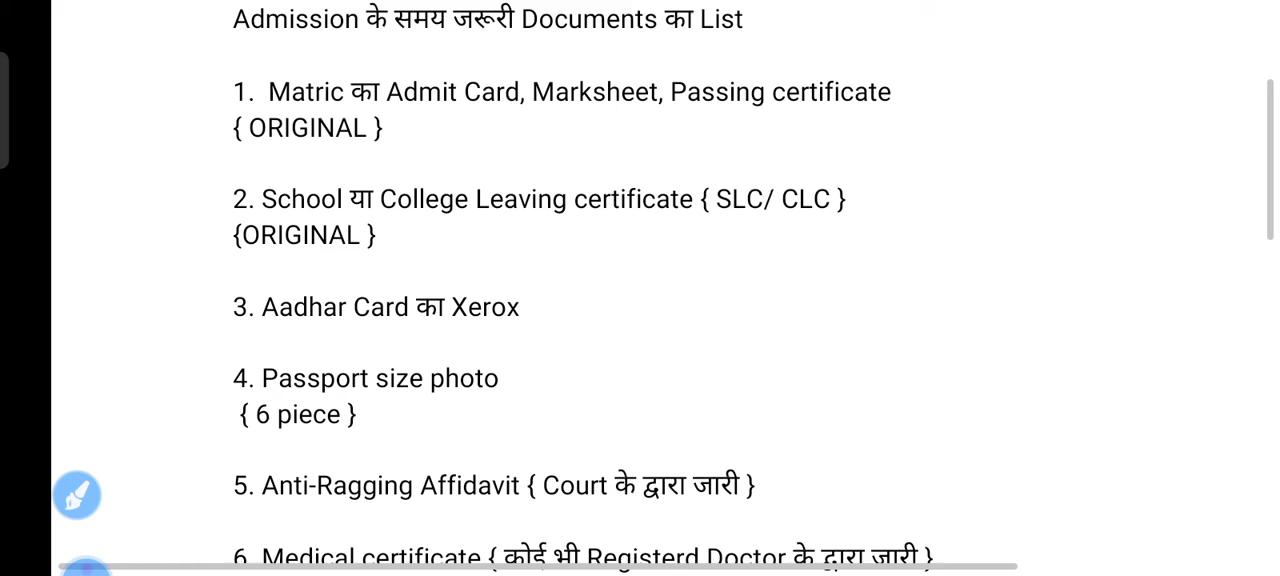 Admission के समय जरूरी Documents का List
1. Matric का Admit Card, Marksheet, Passing certificate
{ ORIGINAL }
2. School या College Leaving certificate { SLC/ CLC }
{ORIGINAL }
3. Aadhar Card का Xerox
4. Passport size photo
{ 6 piece }
5. Anti-Ragging Affidavit { Court के द्वारा जारी }
6. Medical certificate { कोई भी Registerd Doctor के द्वारा जारी }